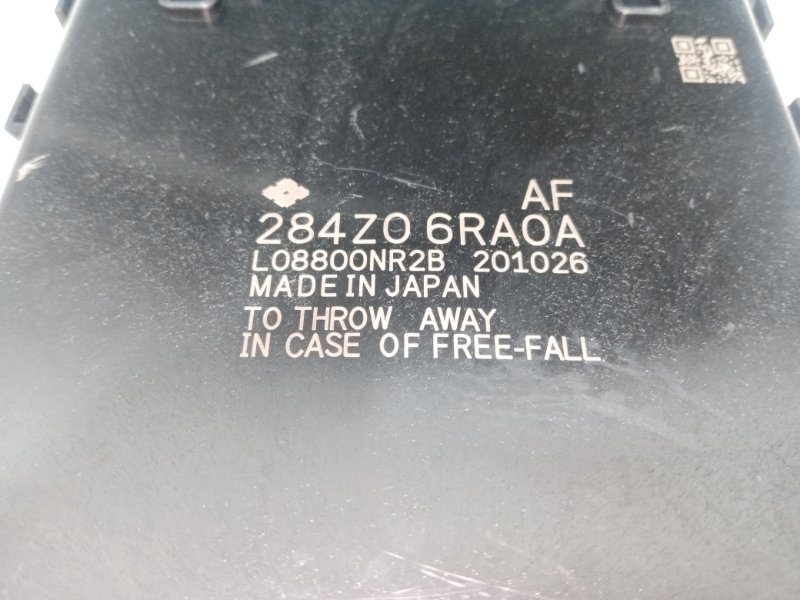 AF
284Z0 6RA0A
L08800NR2B 201026
MADE IN JAPAN
TO THROW AWAY
IN CASE OF FREE-FALL